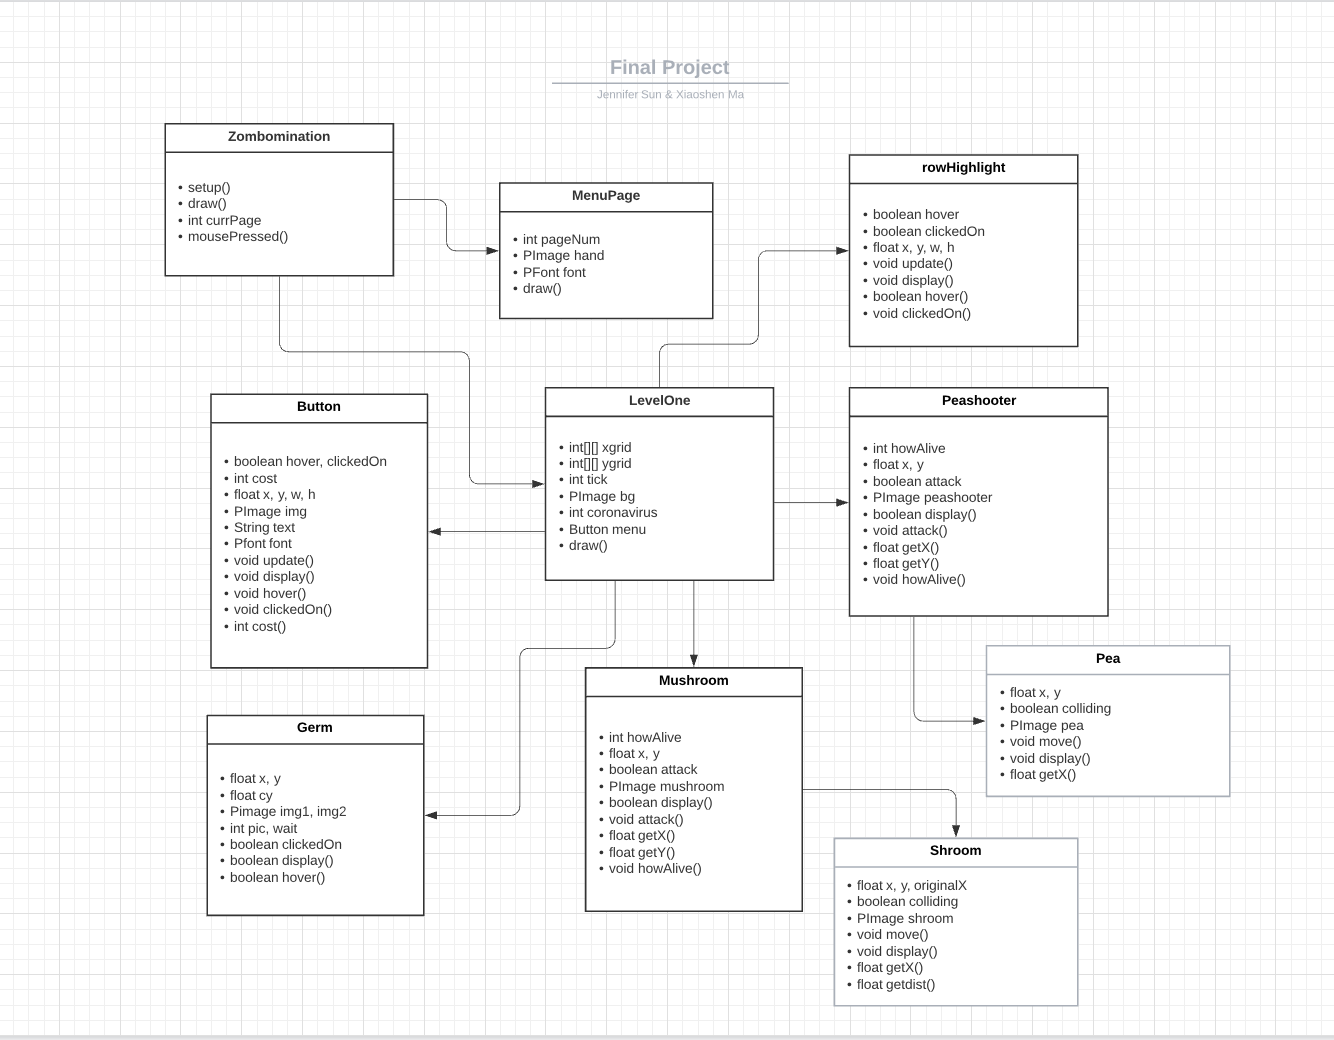 Final Project
Jennifer Sun & Xiaoshen Ma
Zombomination
• setup()
• draw()
• int currPage
• mousePressed()
MenuPage
• int pageNum
• PImage hand
• PFont font
• draw()
rowHighlight
• boolean hover
• boolean clickedOn
• float x, y, w, h
• void update()
• void display()
• boolean hover()
• void clickedOn()
Button
• boolean hover, clickedOn
• int cost
• float x, y, w, h
• PImage img
• String text
• Pfont font
• void update()
• void display()
• void hover()
• void clickedOn()
• int cost()
LevelOne
• int[][] xgrid
• int[][] ygrid
• int tick
• PImage bg
• int coronavirus
• Button menu
• draw()
Peashooter
• int howAlive
• float x, y
• boolean attack
• PImage peashooter
• boolean display()
• void attack()
• float getX()
• float getY()
• void howAlive()
Pea
• float x, y
• boolean colliding
• PImage pea
• void move()
• void display()
• float getX()
Germ
• float x, y
• float cy
• Pimage img1, img2
• int pic, wait
• boolean clickedOn
• boolean display()
• boolean hover()
Mushroom
• int howAlive
• float x, y
• boolean attack
• PImage mushroom
• boolean display()
• void attack()
• float getX()
• float getY()
• void howAlive()
Shroom
• float x, y, originalX
• boolean colliding
• PImage shroom
• void move()
• void display()
• float getX()
• float getdist()